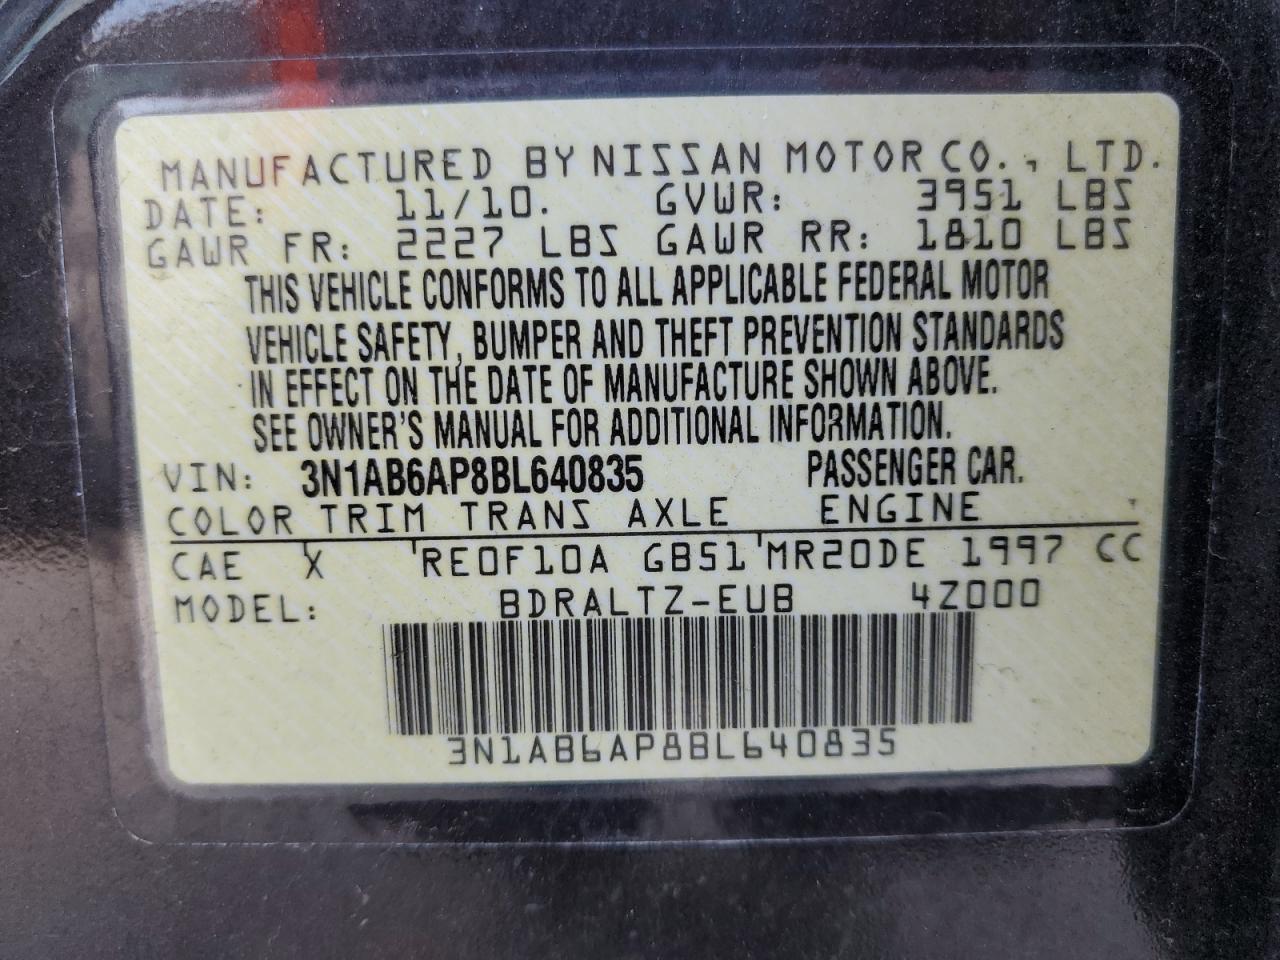 MANUFACTURED BY NISSAN MOTOR CO., LTD.
DATE: 11/10. GVWR: 3951 LBS
GAWR FR: 2227 LBS GAWR RR: 1810 LBS
THIS VEHICLE CONFORMS TO ALL APPLICABLE FEDERAL MOTOR
VEHICLE SAFETY, BUMPER AND THEFT PREVENTION STANDARDS
IN EFFECT ON THE DATE OF MANUFACTURE SHOWN ABOVE.
SEE OWNER'S MANUAL FOR ADDITIONAL INFORMATION.
VIN: 3N1AB6AP8BL640835 PASSENGER CAR.
COLOR TRIM TRANS AXLE ENGINE
CAE X RE0F10A GB51 MR20DE 1997 CC
MODEL: BDRALTZ-EUB 4Z000
3N1AB6AP8BL640835